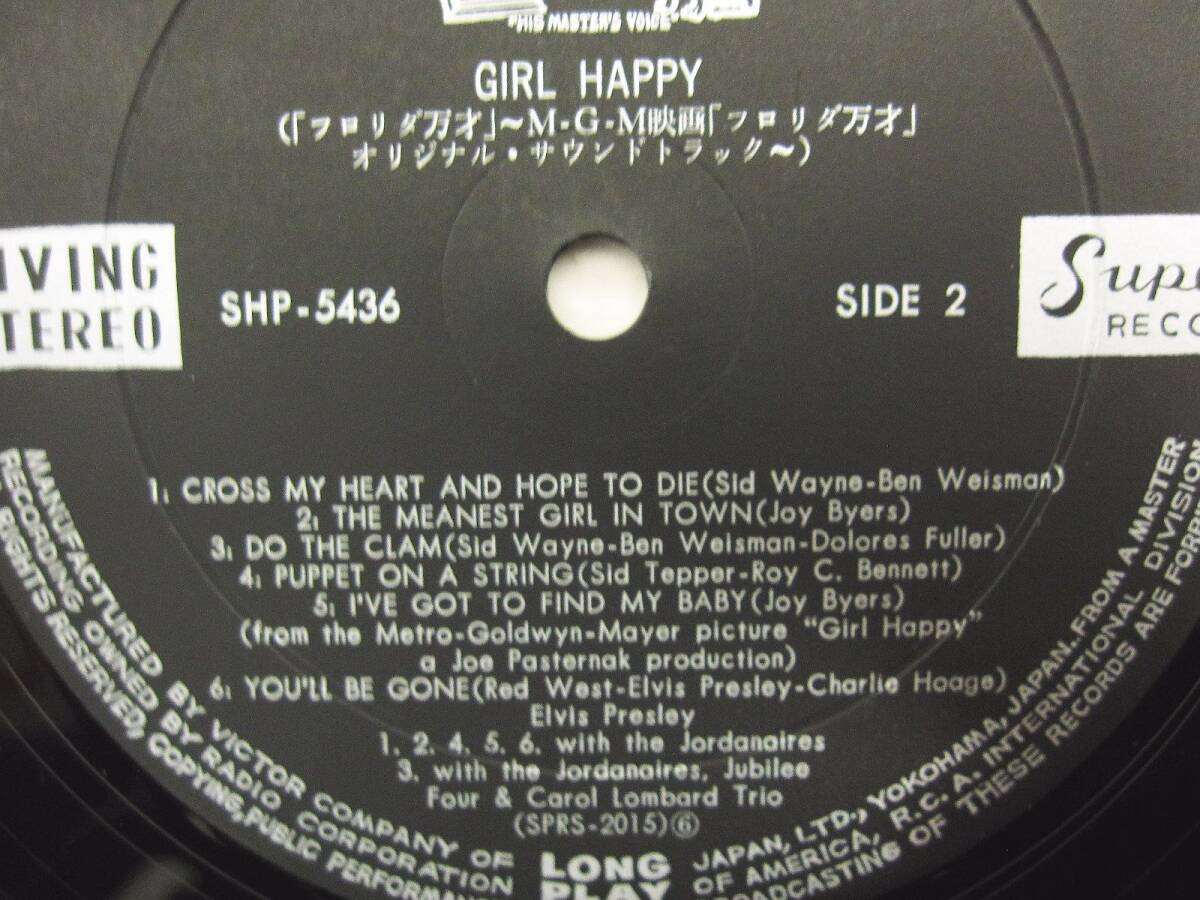 "HIS MASTER'S VOICE"
GIRL HAPPY
(「フロリダ万才」~M-G-M映画「フロリダ万才」
オリジナル・サウンドトラック~)
SHP-5436
SIDE 2
RECO
1: CROSS MY HEART AND HOPE TO DIE(Sid Wayne-Ben Weisman)
2: THE MEANEST GIRL IN TOWN(Joy Byers)
3: DO THE CLAM(Sid Wayne-Ben Weisman-Dolores Fuller)
4: PUPPET ON A STRING(Sid Tepper-Roy C. Bennett)
5: I'VE GOT TO FIND MY BABY(Joy Byers)
(from the Metro-Goldwyn-Mayer picture "Girl Happy"
a Joe Pasternak production)
6: YOU'LL BE GONE(Red West-Elvis Presley-Charlie Hoage)
Elvis Presley
1. 2. 4. 5. 6. with the Jordanaires
3. with the Jordanaires, Jubilee
Four & Carol Lombard Trio
(SPRS-2015)⑥
LONG
PLAY
MANUFACTURED BY VICTOR COMPANY OF JAPAN, LTD., YOKOHAMA, JAPAN..FROM A MASTER
RECORDING OWNED BY RADIO CORPORATION OF AMERICA, R.C.A. INTERNATIONAL DIVISION
RIGHTS RESERVED, COPYING, PUBLIC OF THESE RECORDS ARE